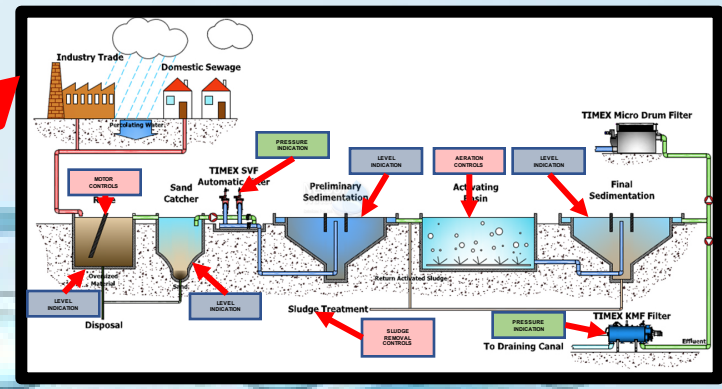 Industry Trade
Domestic Sewage
Percolating Water
TIMEX Micro Drum Filter
PRESSURE
INDICATION
LEVEL
INDICATION
AERATION
CONTROLS
LEVEL
INDICATION
MOTOR
CONTROLS
Sand
Catcher
TIMEX SVF
Automatic
Preliminary
Sedimentation
Activating
Final
Sedimentation
Oversized
Material
Sand
LEVEL
INDICATION
LEVEL
INDICATION
Disposal
Return Activated Sludge
Sludge Treatment
SLUDGE
REMOVAL
CONTROLS
PRESSURE
INDICATION
TIMEX KMF Filter
To Draining Canal
Effluent